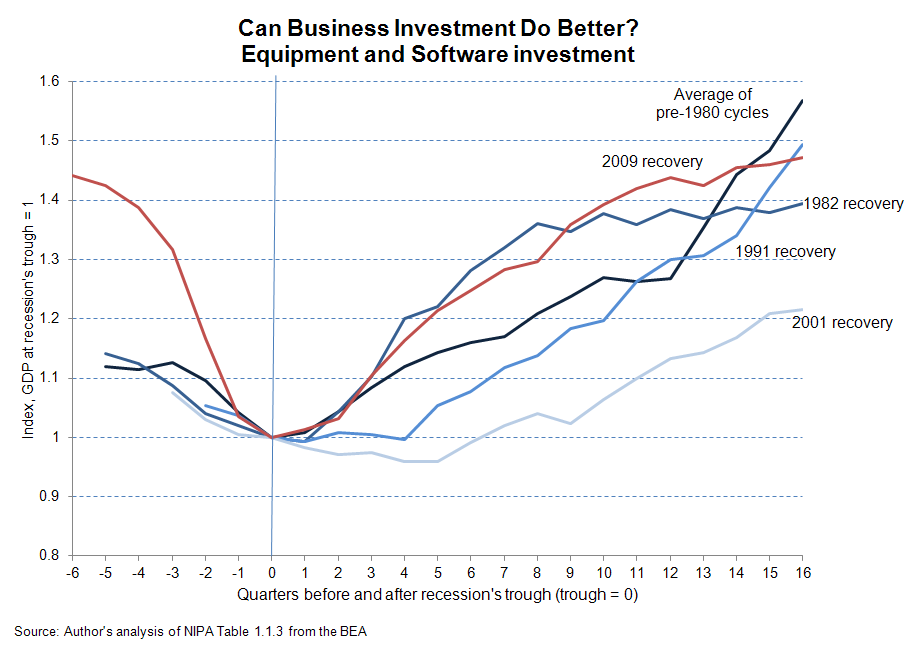 Can Business Investment Do Better?
Equipment and Software investment
Index, GDP at recession's trough = 1
1.6
1.5
1.4
1.3
1.2
1.1
1
0.9
0.8
Average of
pre-1980 cycles
2009 recovery
1982 recovery
1991 recovery
2001 recovery
-6 -5 -4 -3 -2 -1 0 1 2 3 4 5 6 7 8 9 10 11 12 13 14 15 16
Quarters before and after recession's trough (trough = 0)
Source: Author's analysis of NIPA Table 1.1.3 from the BEA